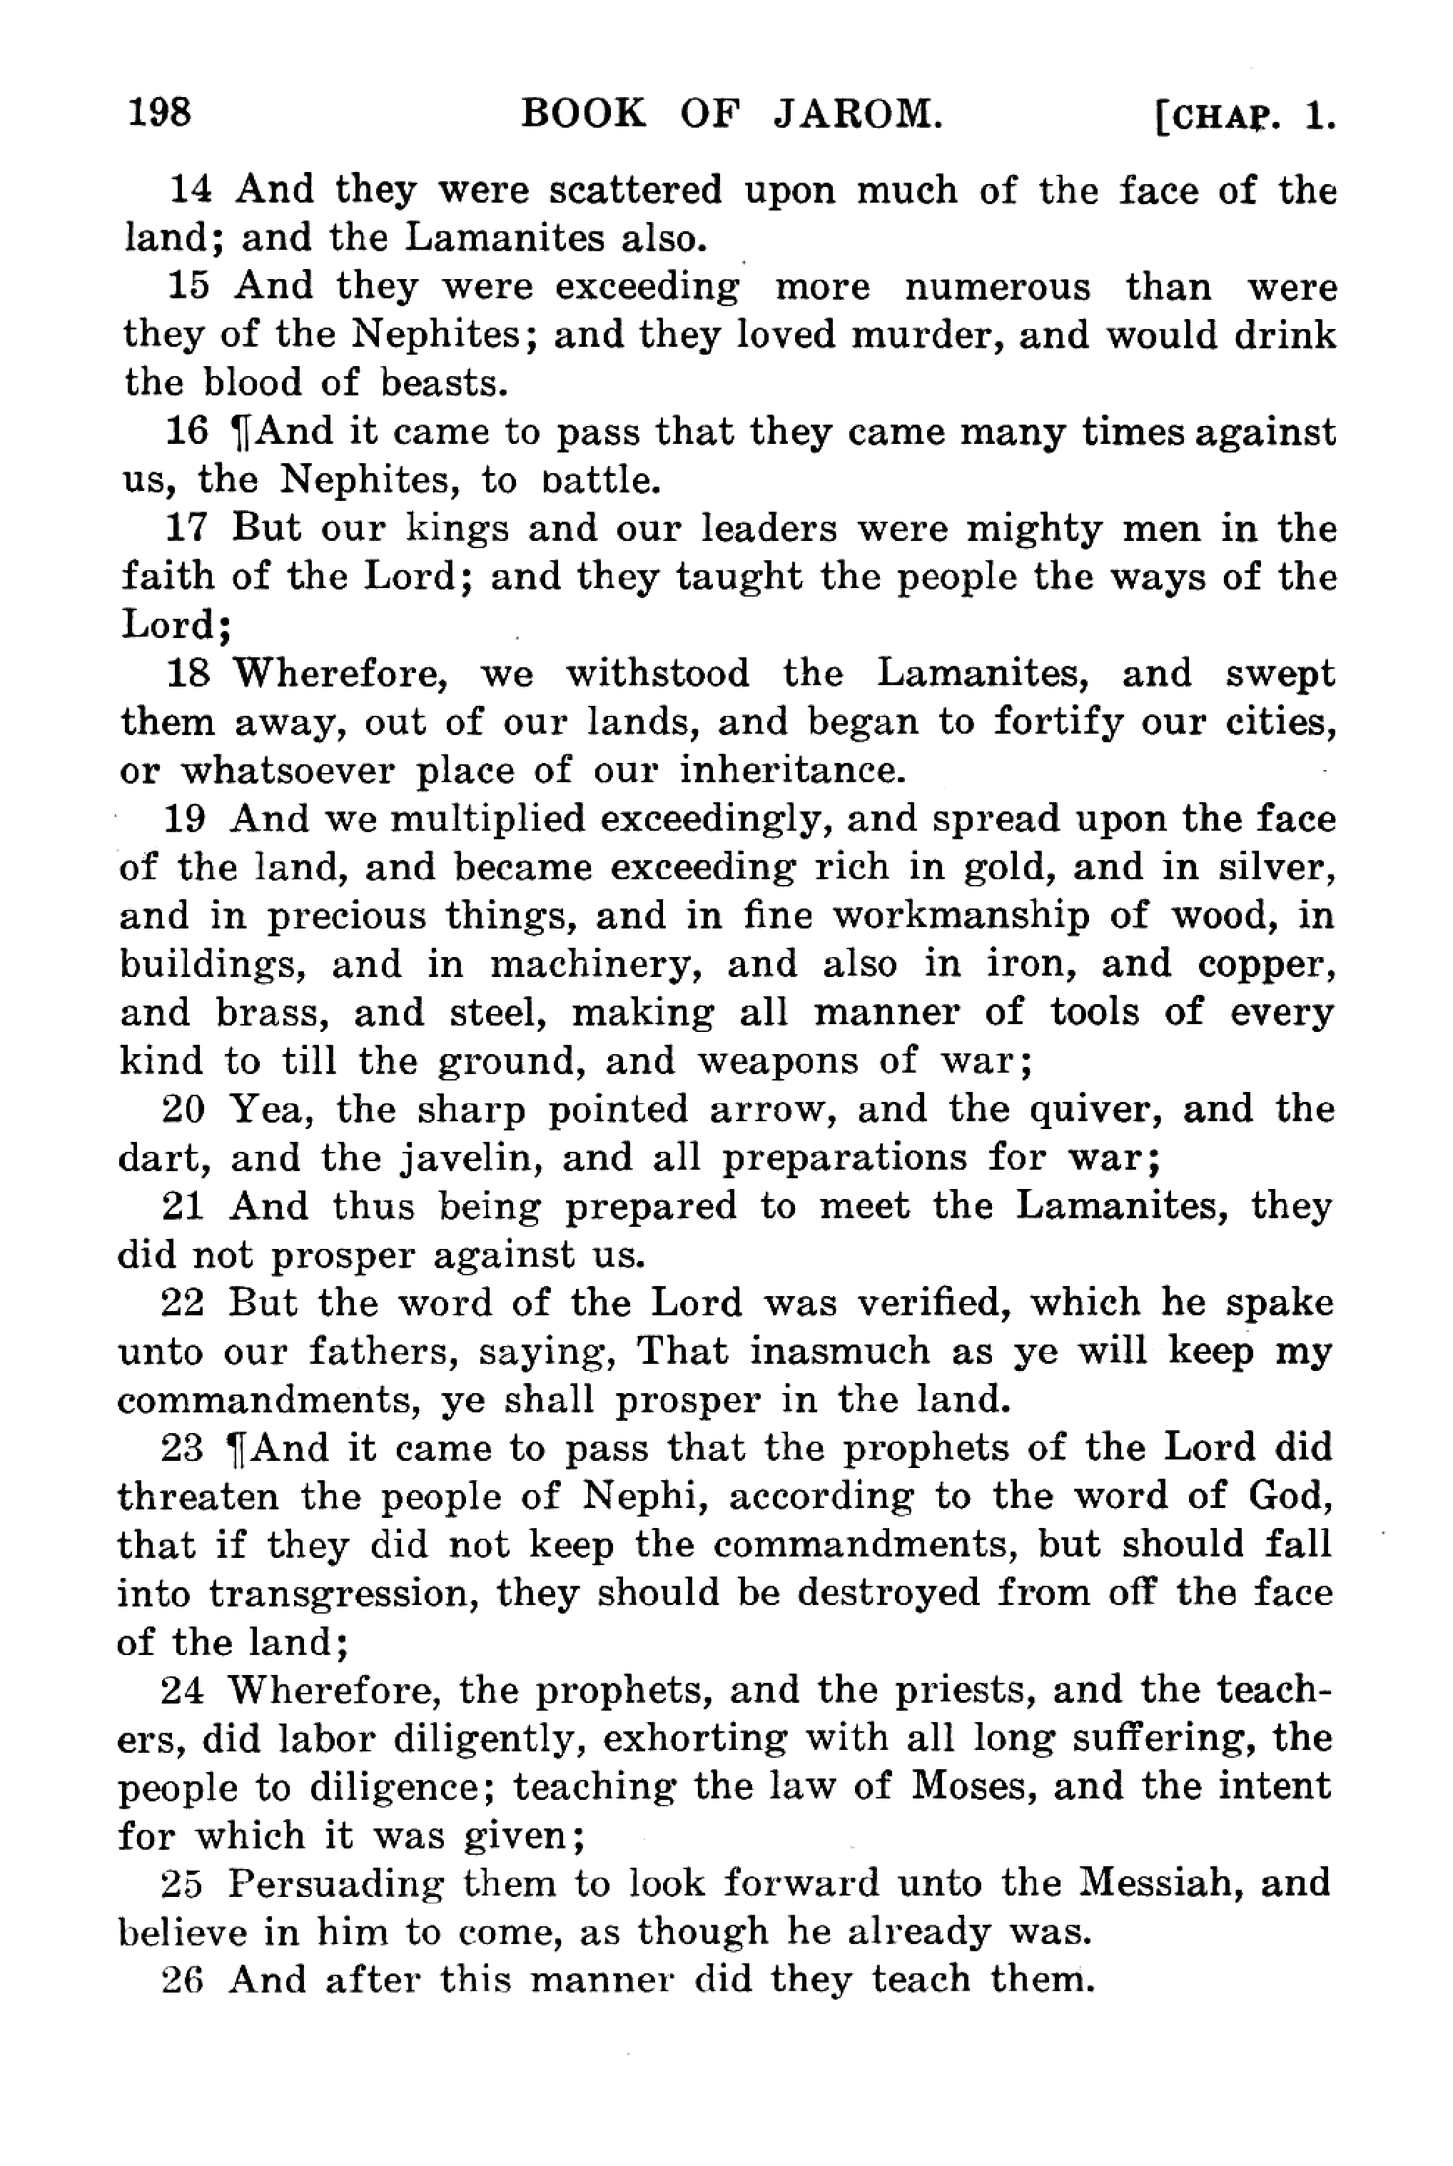 198 BOOK OF JAROM. [CHAP. 1.
14 And they were scattered upon much of the face of the
land; and the Lamanites also.
15 And they were exceeding more numerous than were
they of the Nephites; and they loved murder, and would drink
the blood of beasts.
16 ¶And it came to pass that they came many times against
us, the Nephites, to battle.
17 But our kings and our leaders were mighty men in the
faith of the Lord; and they taught the people the ways of the
Lord;
18 Wherefore, we withstood the Lamanites, and swept
them away, out of our lands, and began to fortify our cities,
or whatsoever place of our inheritance.
19 And we multiplied exceedingly, and spread upon the face
of the land, and became exceeding rich in gold, and in silver,
and in precious things, and in fine workmanship of wood, in
buildings, and in machinery, and also in iron, and copper,
and brass, and steel, making all manner of tools of every
kind to till the ground, and weapons of war;
20 Yea, the sharp pointed arrow, and the quiver, and the
dart, and the javelin, and all preparations for war;
21 And thus being prepared to meet the Lamanites, they
did not prosper against us.
22 But the word of the Lord was verified, which he spake
unto our fathers, saying, That inasmuch as ye will keep my
commandments, ye shall prosper in the land.
23 ¶And it came to pass that the prophets of the Lord did
threaten the people of Nephi, according to the word of God,
that if they did not keep the commandments, but should fall
into transgression, they should be destroyed from off the face
of the land;
24 Wherefore, the prophets, and the priests, and the teach-
ers, did labor diligently, exhorting with all long suffering, the
people to diligence; teaching the law of Moses, and the intent
for which it was given;
25 Persuading them to look forward unto the Messiah, and
believe in him to come, as though he already was.
26 And after this manner did they teach them.